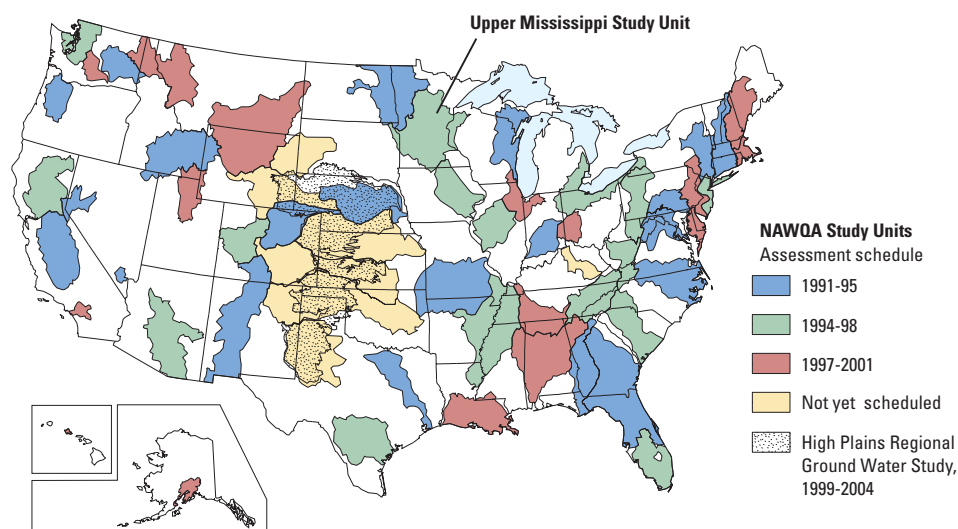 Upper Mississippi Study Unit
NAWQA Study Units
Assessment schedule
1991-95
1994-98
1997-2001
Not yet scheduled
High Plains Regional
Ground Water Study,
1999-2004